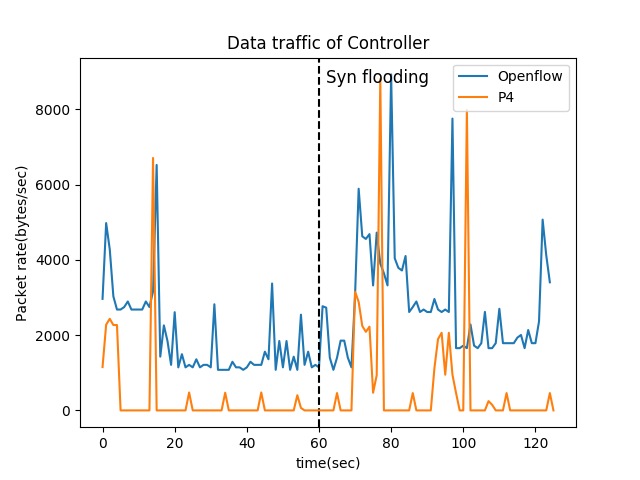 Data traffic of Controller
Syn flooding
Openflow
P4
Packet rate(bytes/sec)
8000
6000
4000
2000
0
0 20 40 60 80 100 120
time(sec)